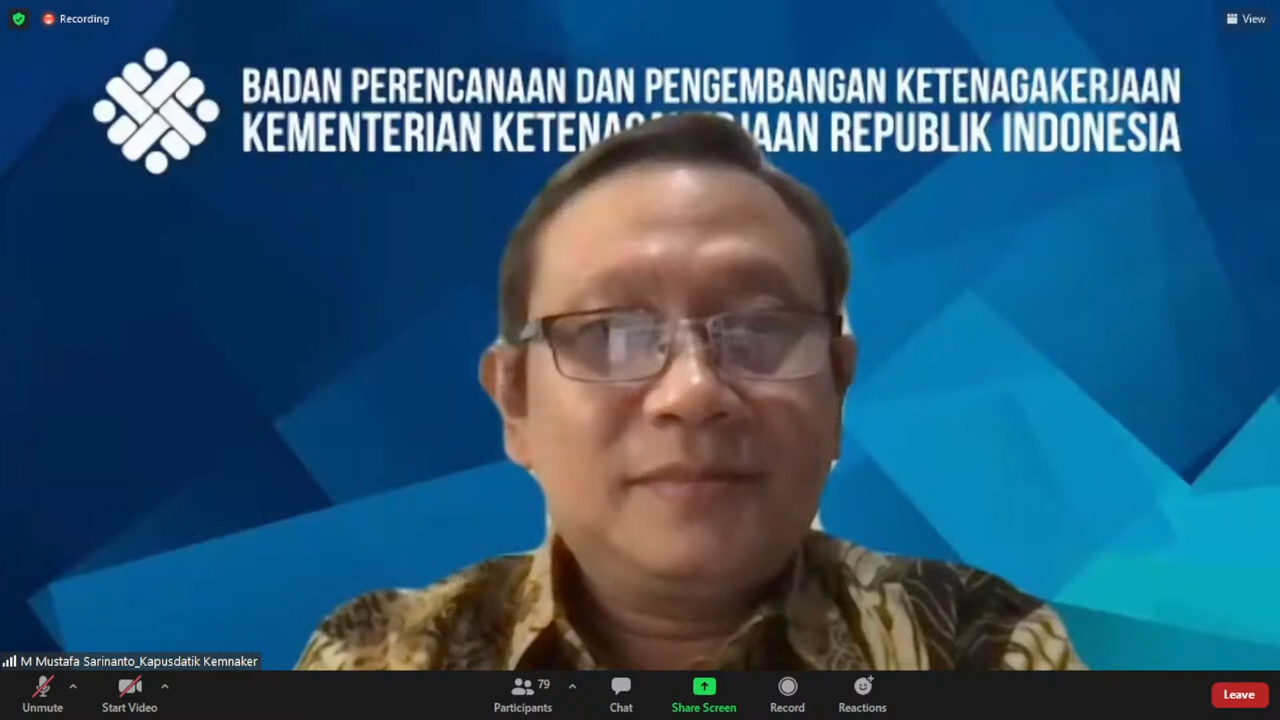 Recording
View
BADAN PERENCANAAN DAN PENGEMBANGAN KETENAGAKERJAAN
KEMENTERIAN KETENAGAKERJAAN REPUBLIK INDONESIA
M Mustafa Sarinanto_Kapusdatik Kemnaker
Unmute
Start Video
Participants
79
Chat
Share Screen
Record
Reactions
Leave